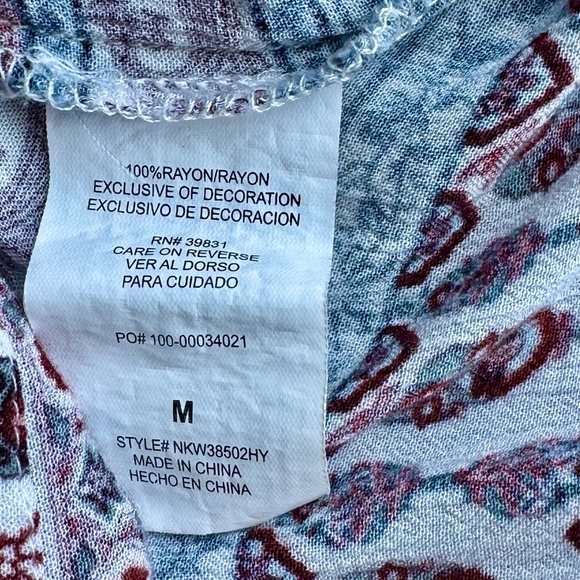 100%RAYON/RAYON
EXCLUSIVE OF DECORATION
EXCLUSIVO DE DECORACION
RN# 39831
CARE ON REVERSE
VER AL DORSO
PARA CUIDADO
PO# 100-00034021
M
STYLE# NKW38502HY
MADE IN CHINA
HECHO EN CHINA